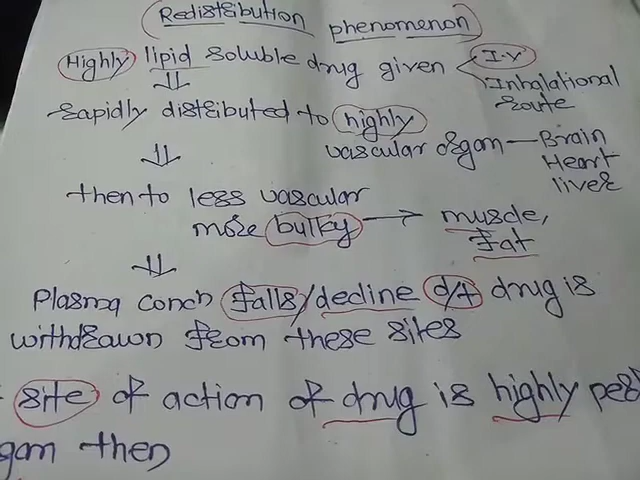 Redistribution phenomenon
Highly lipid soluble drug given I.V
Inhalational
route
rapidly distributed to highly
vascular organ — Brain
Heart
liver
then to less vascular
more bulky → muscle,
fat
Plasma concn falls/decline d/t drug is
withdrawn from these sites
site of action of drug is highly
then